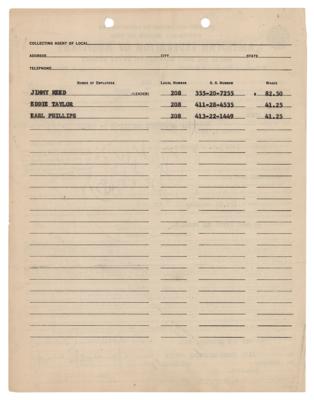 COLLECTING AGENT OF LOCAL
ADDRESS CITY STATE
TELEPHONE
NAMES OF EMPLOYEES LOCAL NUMBER S. S. NUMBER WAGES
JIMMY REED (LEADER) 208 355-20-7255 $ 82.50
EDDIE TAYLOR 208 411-28-4535 41.25
EARL PHILLIPS 208 413-22-1449 41.25